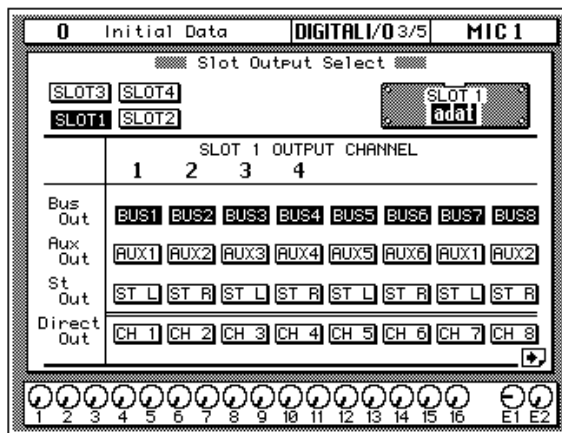 0 Initial Data DIGITAL I/O 3/5 MIC 1
Slot Output Select
SLOT3 SLOT4
SLOT1 SLOT2
SLOT 1
adat
SLOT 1 OUTPUT CHANNEL
1 2 3 4
Bus Out BUS1 BUS2 BUS3 BUS4 BUS5 BUS6 BUS7 BUS8
Aux Out AUX1 AUX2 AUX3 AUX4 AUX5 AUX6 AUX1 AUX2
St Out ST L ST R ST L ST R ST L ST R ST L ST R
Direct Out CH 1 CH 2 CH 3 CH 4 CH 5 CH 6 CH 7 CH 8
1 2 3 4 5 6 7 8 9 10 11 12 13 14 15 16 E1 E2